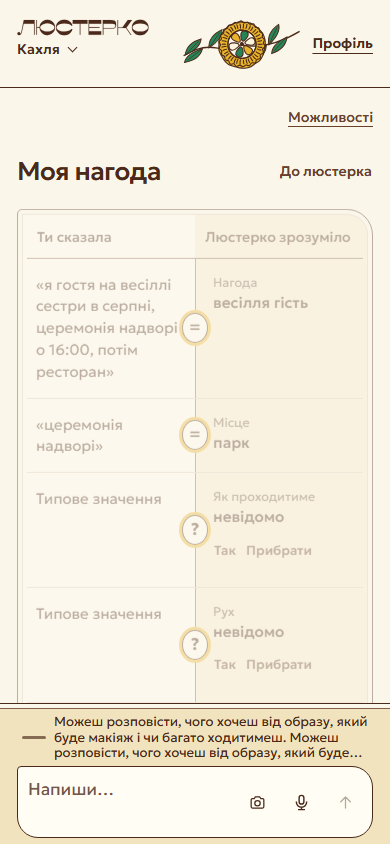 ЛЮСТЕРКО
Кахля
Профіль
Можливості
Моя нагода
До люстерка
Ти сказала
Люстерко зрозуміло
«я гостя на весіллі
сестри в серпні,
церемонія надворі
о 16:00, потім
ресторан»
=
Нагода
весілля гість
«церемонія
надворі»
=
Місце
парк
Типове значення
?
Як проходитиме
невідомо
Так Прибрати
Типове значення
?
Рух
невідомо
Так Прибрати
Можеш розповісти, чого хочеш від образу, який
буде макіяж і чи багато ходитимеш. Можеш
розповісти, чого хочеш від образу, який буде…
Напиши…